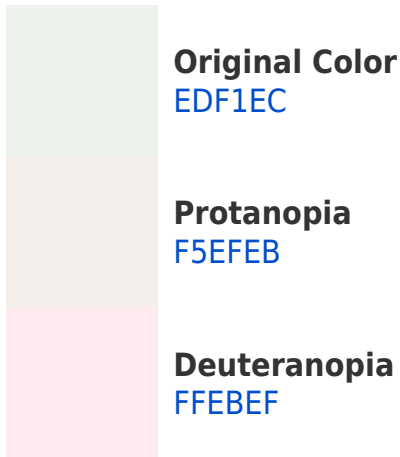 Original Color
EDF1EC
Protanopia
F5EFEB
Deuteranopia
FFEBEF